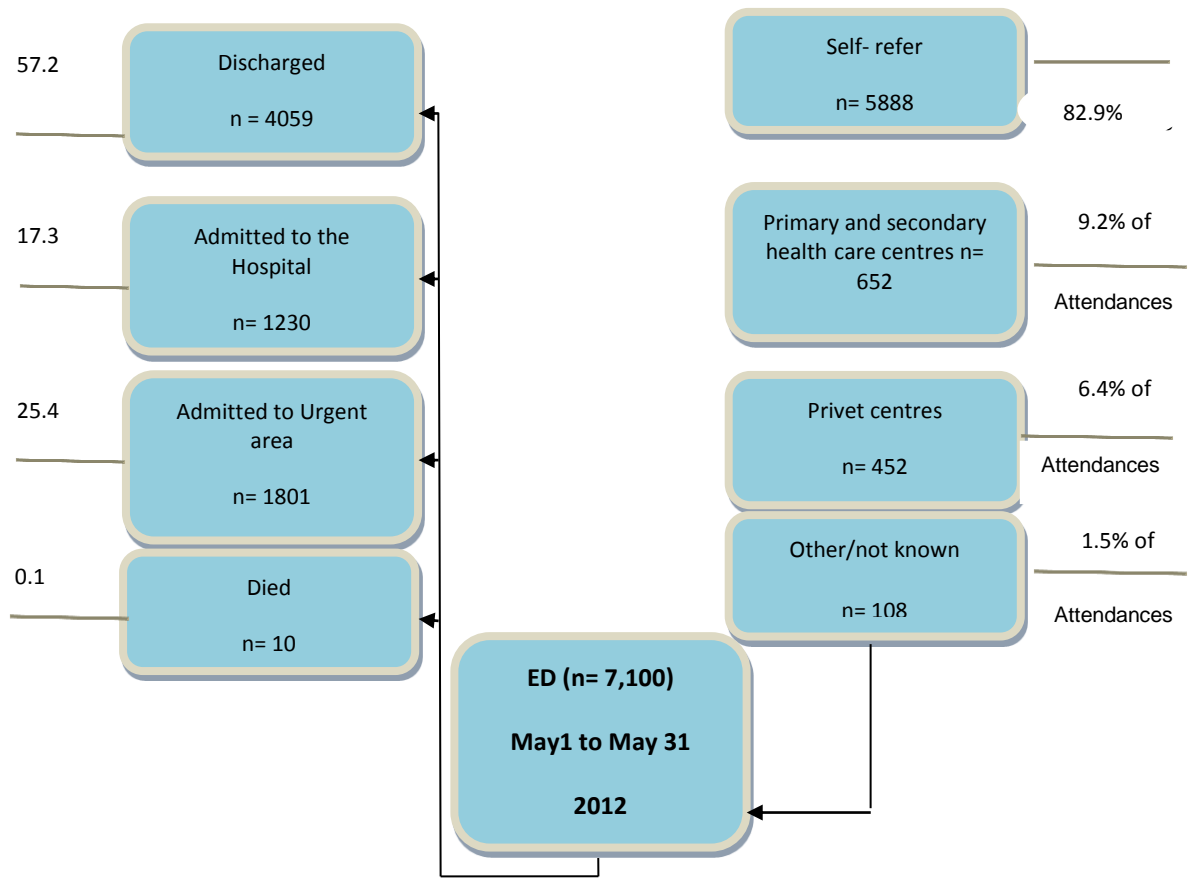 57.2
Discharged
n = 4059
17.3
Admitted to the
Hospital
n= 1230
25.4
Admitted to Urgent
area
n= 1801
0.1
Died
n= 10
Self- refer
n= 5888
82.9%
Primary and secondary
health care centres n=
652
9.2% of
Attendances
Privet centres
n= 452
6.4% of
Attendances
Other/not known
n= 108
1.5% of
Attendances
ED (n= 7,100)
May1 to May 31
2012